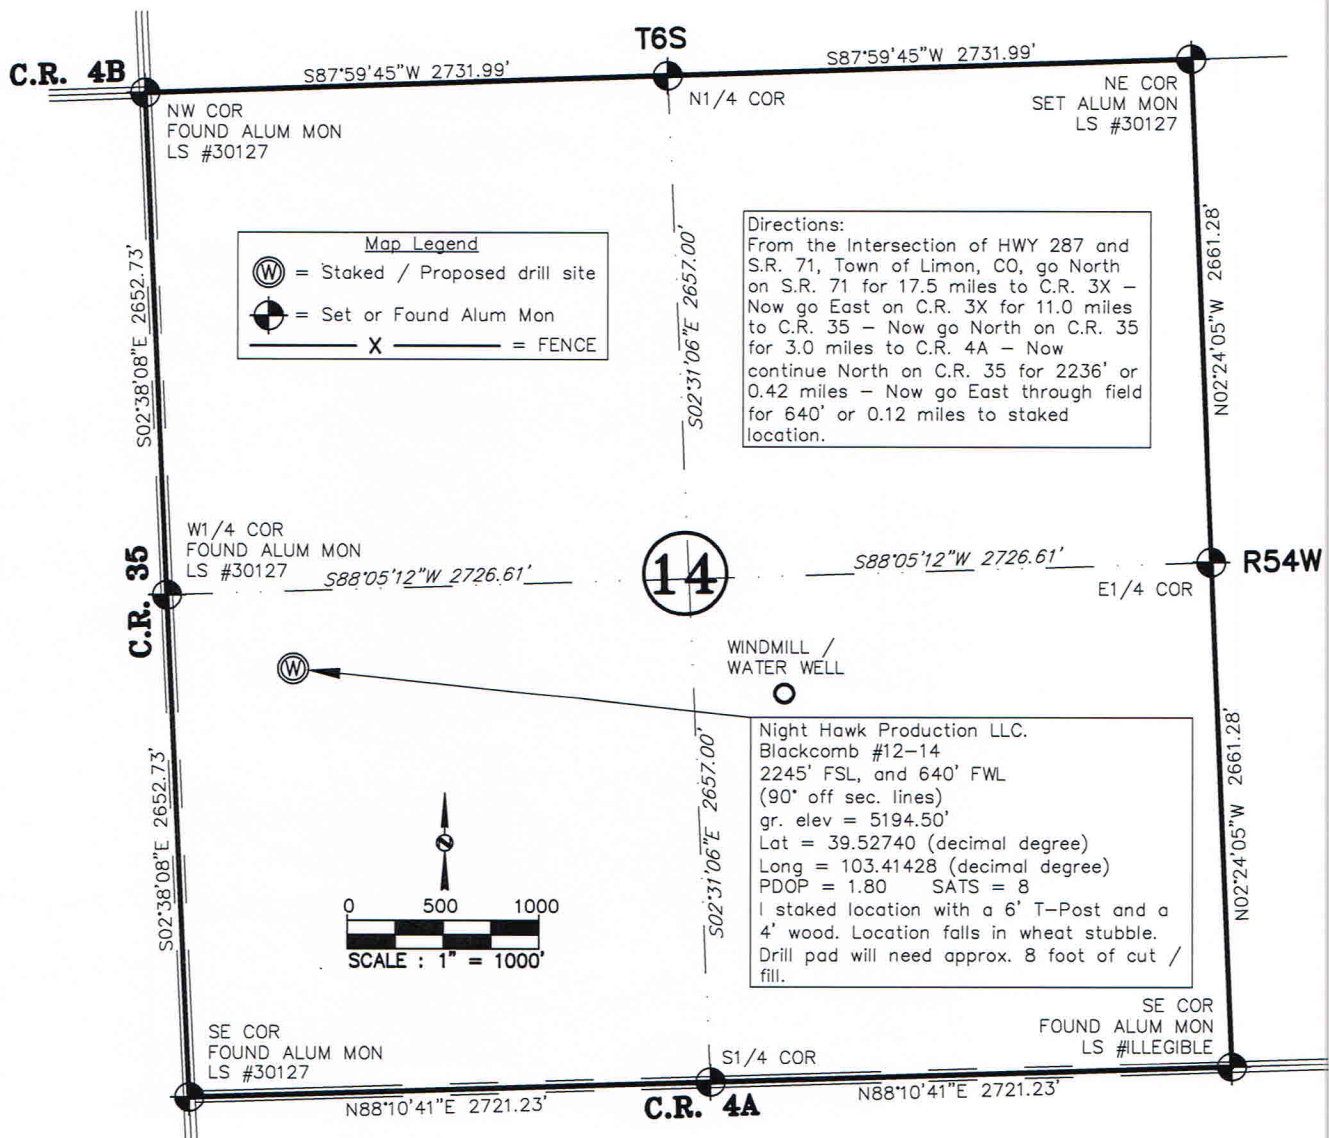 T6S
C.R. 4B
S87°59'45"W 2731.99'
S87°59'45"W 2731.99'
NW COR
FOUND ALUM MON
LS #30127
N1/4 COR
NE COR
SET ALUM MON
LS #30127
Map Legend
W = Staked / Proposed drill site
= Set or Found Alum Mon
X = FENCE
Directions:
From the Intersection of HWY 287 and
S.R. 71, Town of Limon, CO, go North
on S.R. 71 for 17.5 miles to C.R. 3X –
Now go East on C.R. 3X for 11.0 miles
to C.R. 35 – Now go North on C.R. 35
for 3.0 miles to C.R. 4A – Now
continue North on C.R. 35 for 2236' or
0.42 miles – Now go East through field
for 640' or 0.12 miles to staked
location.
S02°38'08"E 2652.73'
S02°31'06"E 2657.00'
N02°24'05"W 2661.28'
W1/4 COR
FOUND ALUM MON
LS #30127
C.R. 35
S88°05'12"W 2726.61'
14
S88°05'12"W 2726.61'
R54W
E1/4 COR
W
WINDMILL /
WATER WELL
Night Hawk Production LLC.
Blackcomb #12–14
2245' FSL, and 640' FWL
(90° off sec. lines)
gr. elev = 5194.50'
Lat = 39.52740 (decimal degree)
Long = 103.41428 (decimal degree)
PDOP = 1.80 SATS = 8
I staked location with a 6' T–Post and a
4' wood. Location falls in wheat stubble.
Drill pad will need approx. 8 foot of cut /
fill.
S02°38'08"E 2652.73'
S02°31'06"E 2657.00'
N02°24'05"W 2661.28'
N
0 500 1000
SCALE : 1" = 1000'
SE COR
FOUND ALUM MON
LS #30127
S1/4 COR
SE COR
FOUND ALUM MON
LS #ILLEGIBLE
N88°10'41"E 2721.23'
C.R. 4A
N88°10'41"E 2721.23'